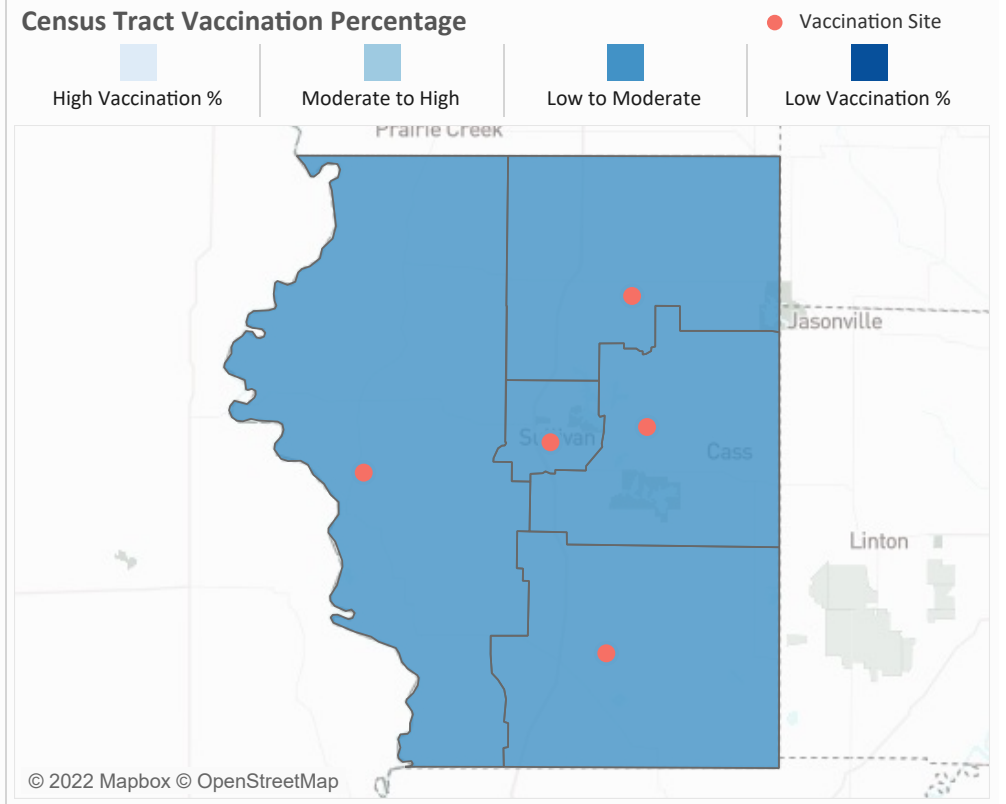 Census Tract Vaccination Percentage
Vaccination Site
High Vaccination %
Moderate to High
Low to Moderate
Low Vaccination %
Prairie Creek
Jasonville
Sullivan
Cass
Linton
© 2022 Mapbox © OpenStreetMap